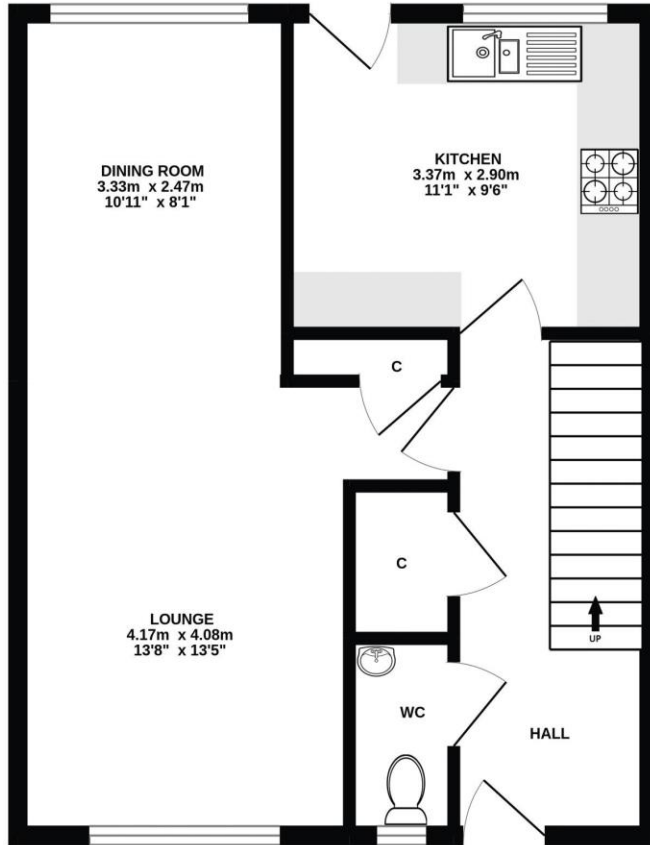 DINING ROOM
3.33m x 2.47m
10'11" x 8'1"
KITCHEN
3.37m x 2.90m
11'1" x 9'6"
C
C
LOUNGE
4.17m x 4.08m
13'8" x 13'5"
UP
WC
HALL